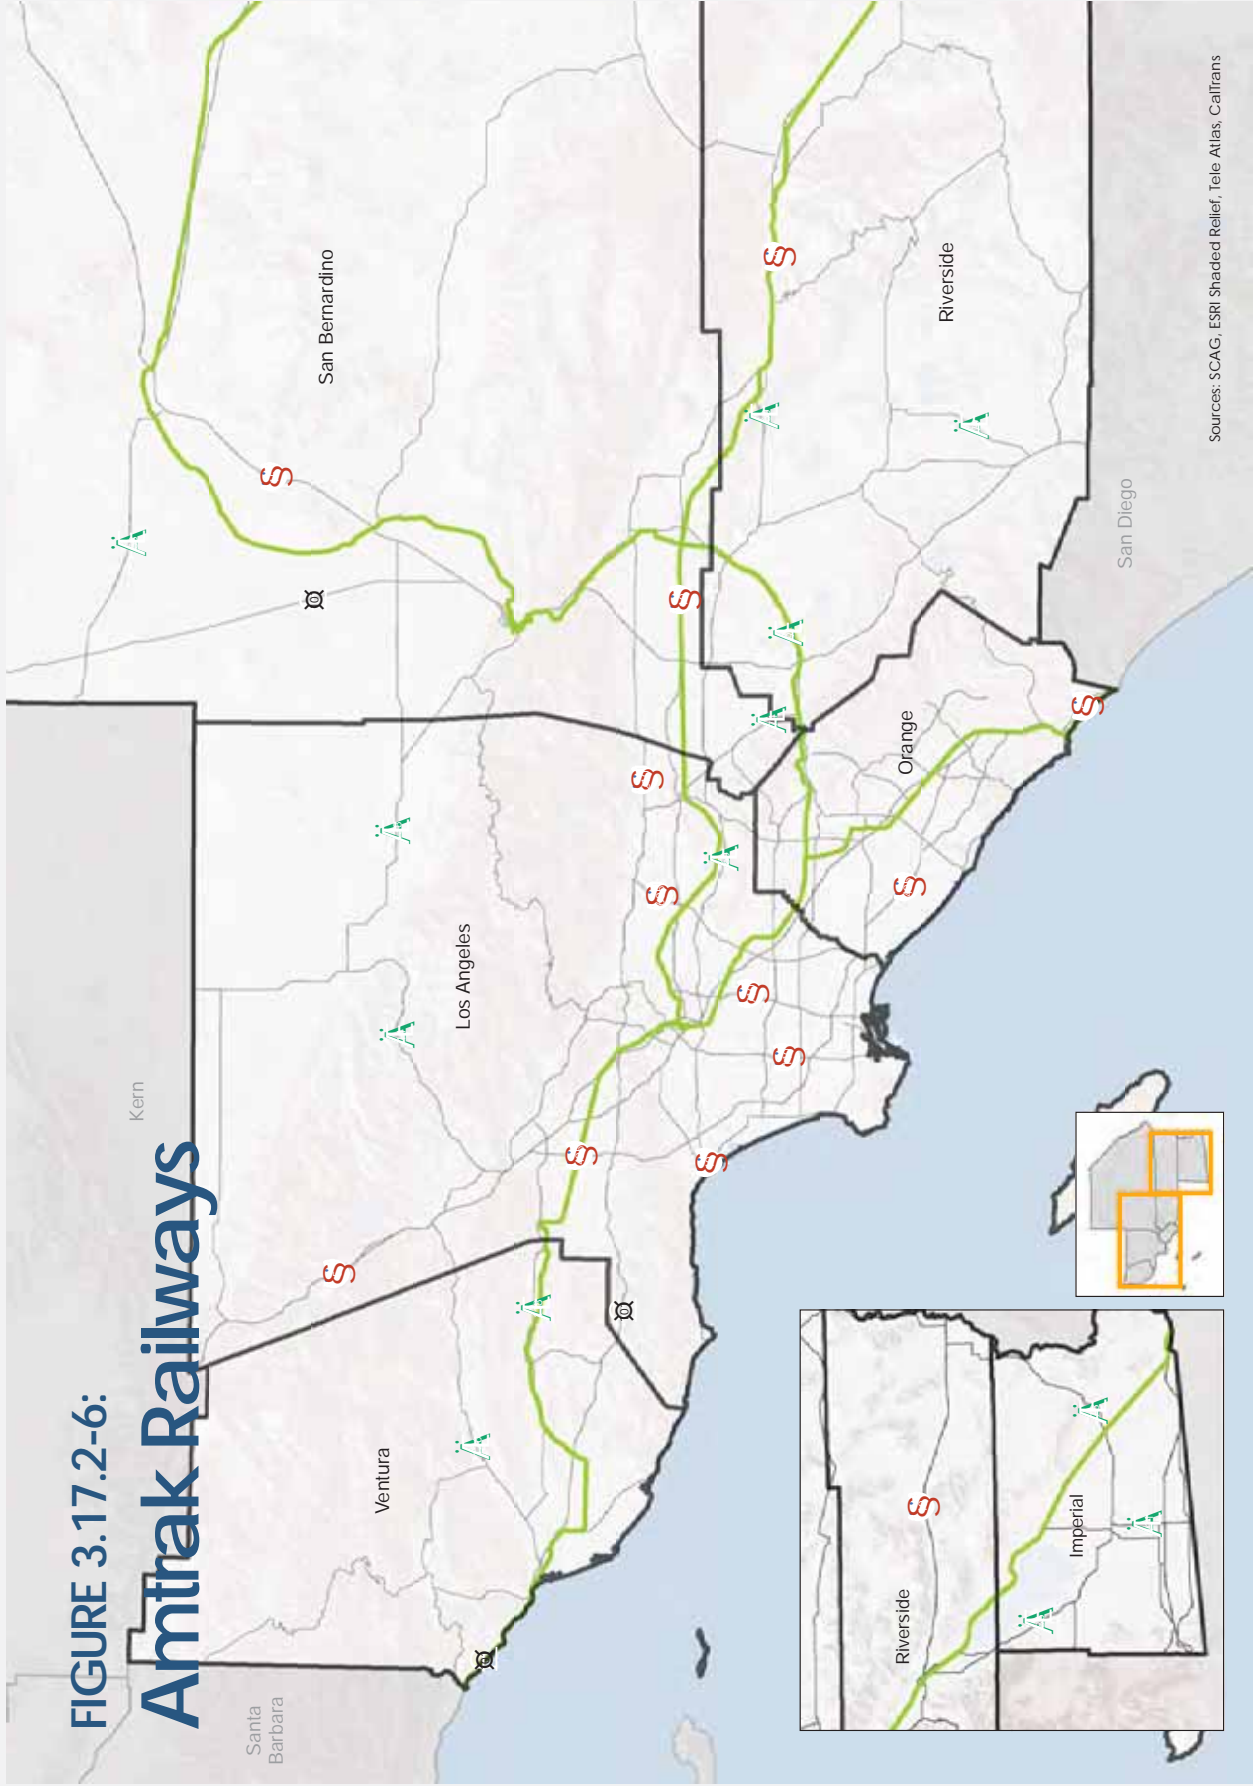 FIGURE 3.17.2-6:
Amtrak Railways
Kern
Santa
Barbara
Ventura
Los Angeles
San Bernardino
Orange
Riverside
San Diego
Riverside
Imperial
Sources: SCAG, ESRI Shaded Relief, Tele Atlas, CalTrans